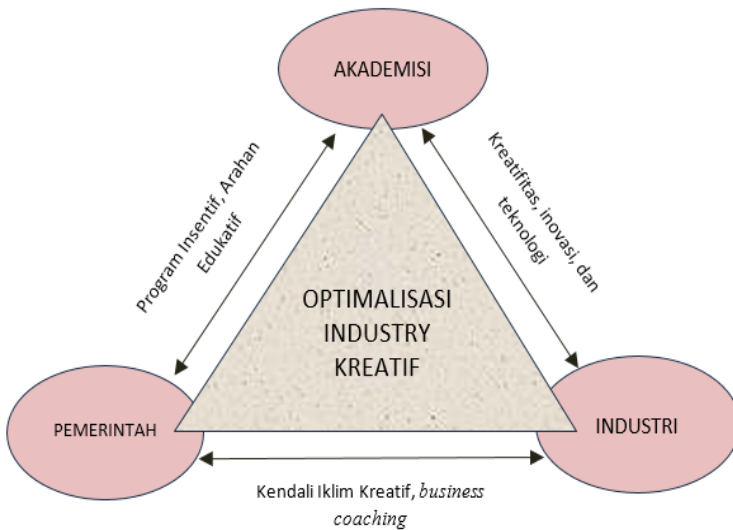 AKADEMISI
Program Insentif, Arahan
Edukatif
Kreatifitas, inovasi, dan
teknologi
OPTIMALISASI
INDUSTRY
KREATIF
PEMERINTAH
INDUSTRI
Kendali Iklim Kreatif, business
coaching